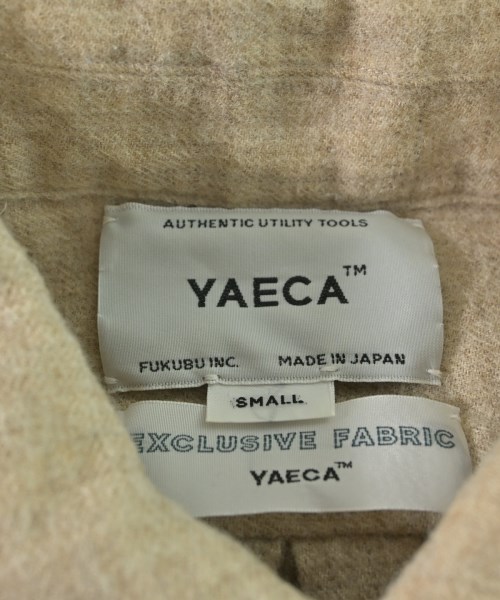 AUTHENTIC UTILITY TOOLS
YAECA™
FUKUBU INC. MADE IN JAPAN
SMALL
EXCLUSIVE FABRIC
YAECA™